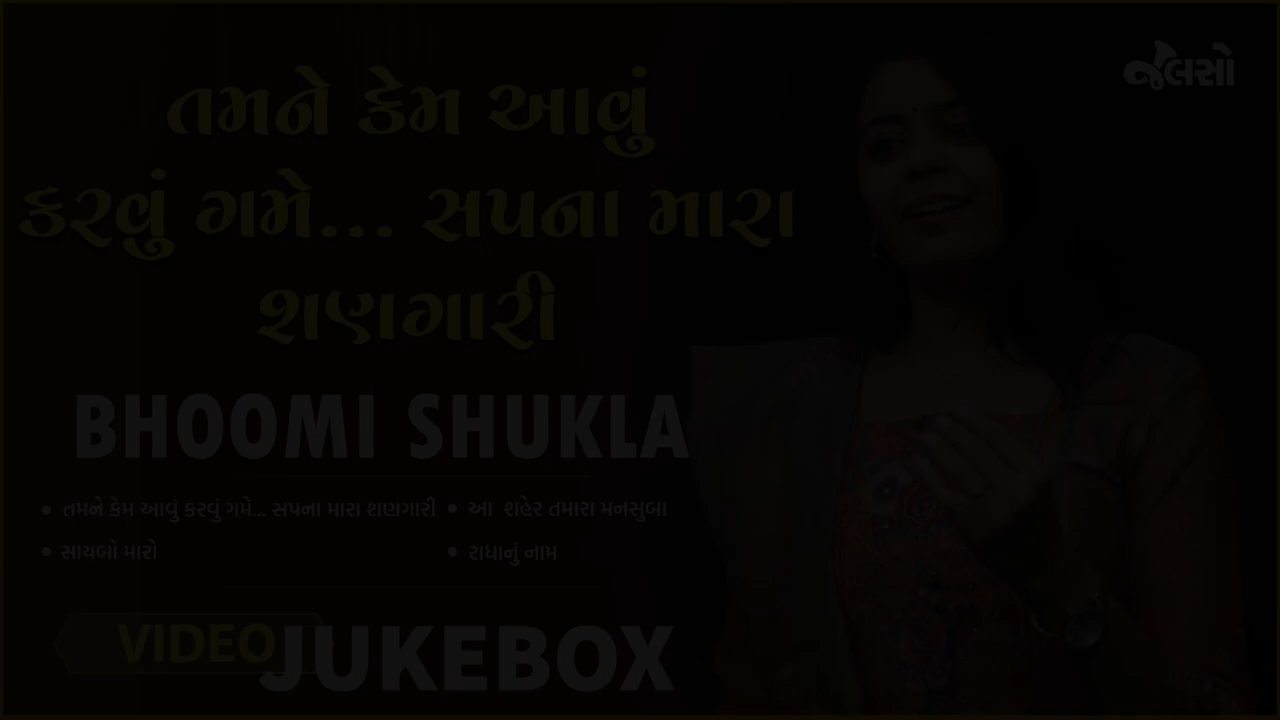 જલસો
તમને કેમ આવું
કરવું ગમે... સપના મારા
શણગારી
BHOOMI SHUKLA
• તમને કેમ આવું કરવું ગમે... સપના મારા શણગારી • આ શહેર તમારા મનસુબા
• સાયબો મારો • રાધાનું નામ
VIDEO JUKEBOX